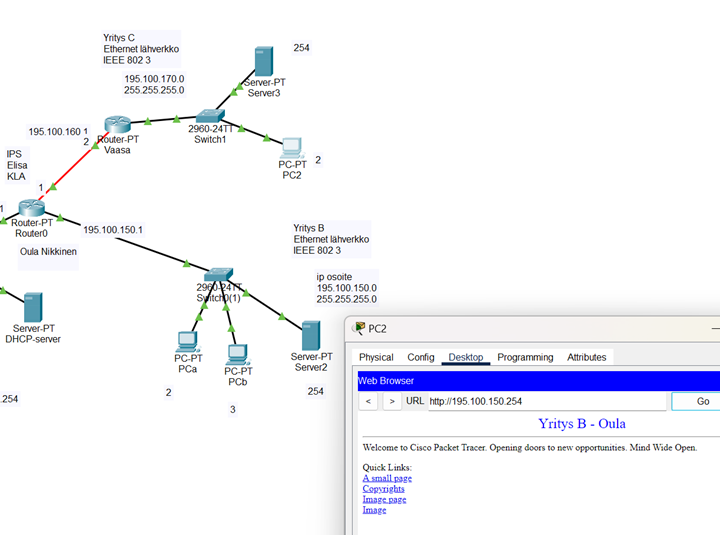 Yritys C
Ethernet lähverkko
IEEE 802 3
254
195.100.170.0
255.255.255.0
Server-PT
Server3
195.100.160 1
2
Router-PT
Vaasa
2960-24TT
Switch1
PC-PT
PC2
2
IPS
Elisa
KLA
1
1
Router-PT
Router0
Oula Nikkinen
195.100.150.1
Yritys B
Ethernet lähverkko
IEEE 802 3
ip osoite
195.100.150.0
255.255.255.0
2960-24TT
Switch0(1)
Server-PT
DHCP-server
PC-PT
PCa
PC-PT
PCb
Server-PT
Server2
2
3
254
.254
PC2
Physical Config Desktop Programming Attributes
Web Browser
< > URL http://195.100.150.254 Go
Yritys B - Oula
Welcome to Cisco Packet Tracer. Opening doors to new opportunities. Mind Wide Open.
Quick Links:
A small page
Copyrights
Image page
Image